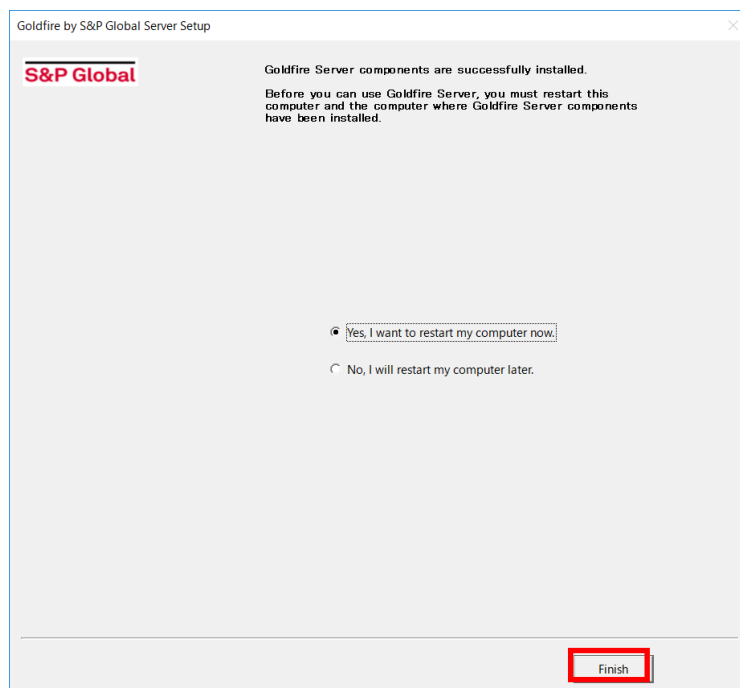 Goldfire by S&P Global Server Setup
S&P Global
Goldfire Server components are successfully installed.
Before you can use Goldfire Server, you must restart this
computer and the computer where Goldfire Server components
have been installed.
Yes, I want to restart my computer now.
No, I will restart my computer later.
Finish